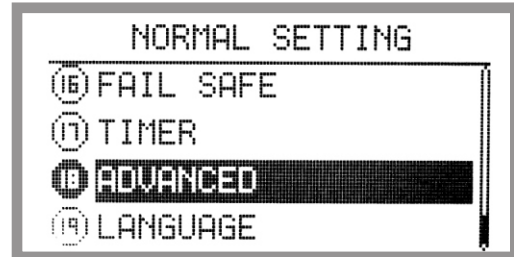 NORMAL SETTING
⑯ FAIL SAFE
⑰ TIMER
⑱ ADVANCED
⑲ LANGUAGE